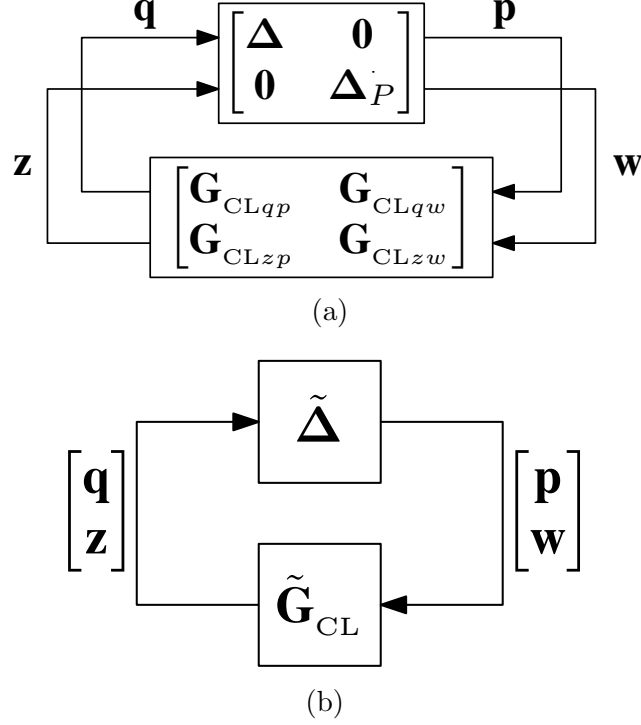 q p
Δ 0
0 Δ_P
z w
G_CLqp G_CLqw
G_CLzp G_CLzw
(a)
Δ̃
q p
z w
G̃_CL
(b)